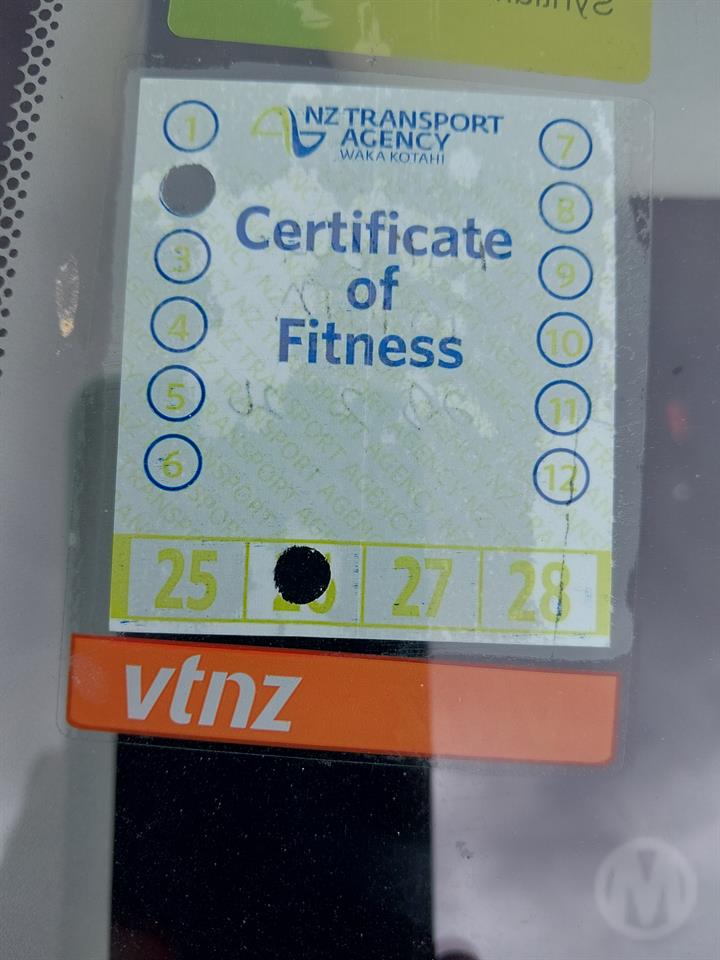 1
NZ TRANSPORT
AGENCY
WAKA KOTAHI
7
8
Certificate
of
Fitness
3
4
5
6
9
10
11
12
25
27
28
vtnz